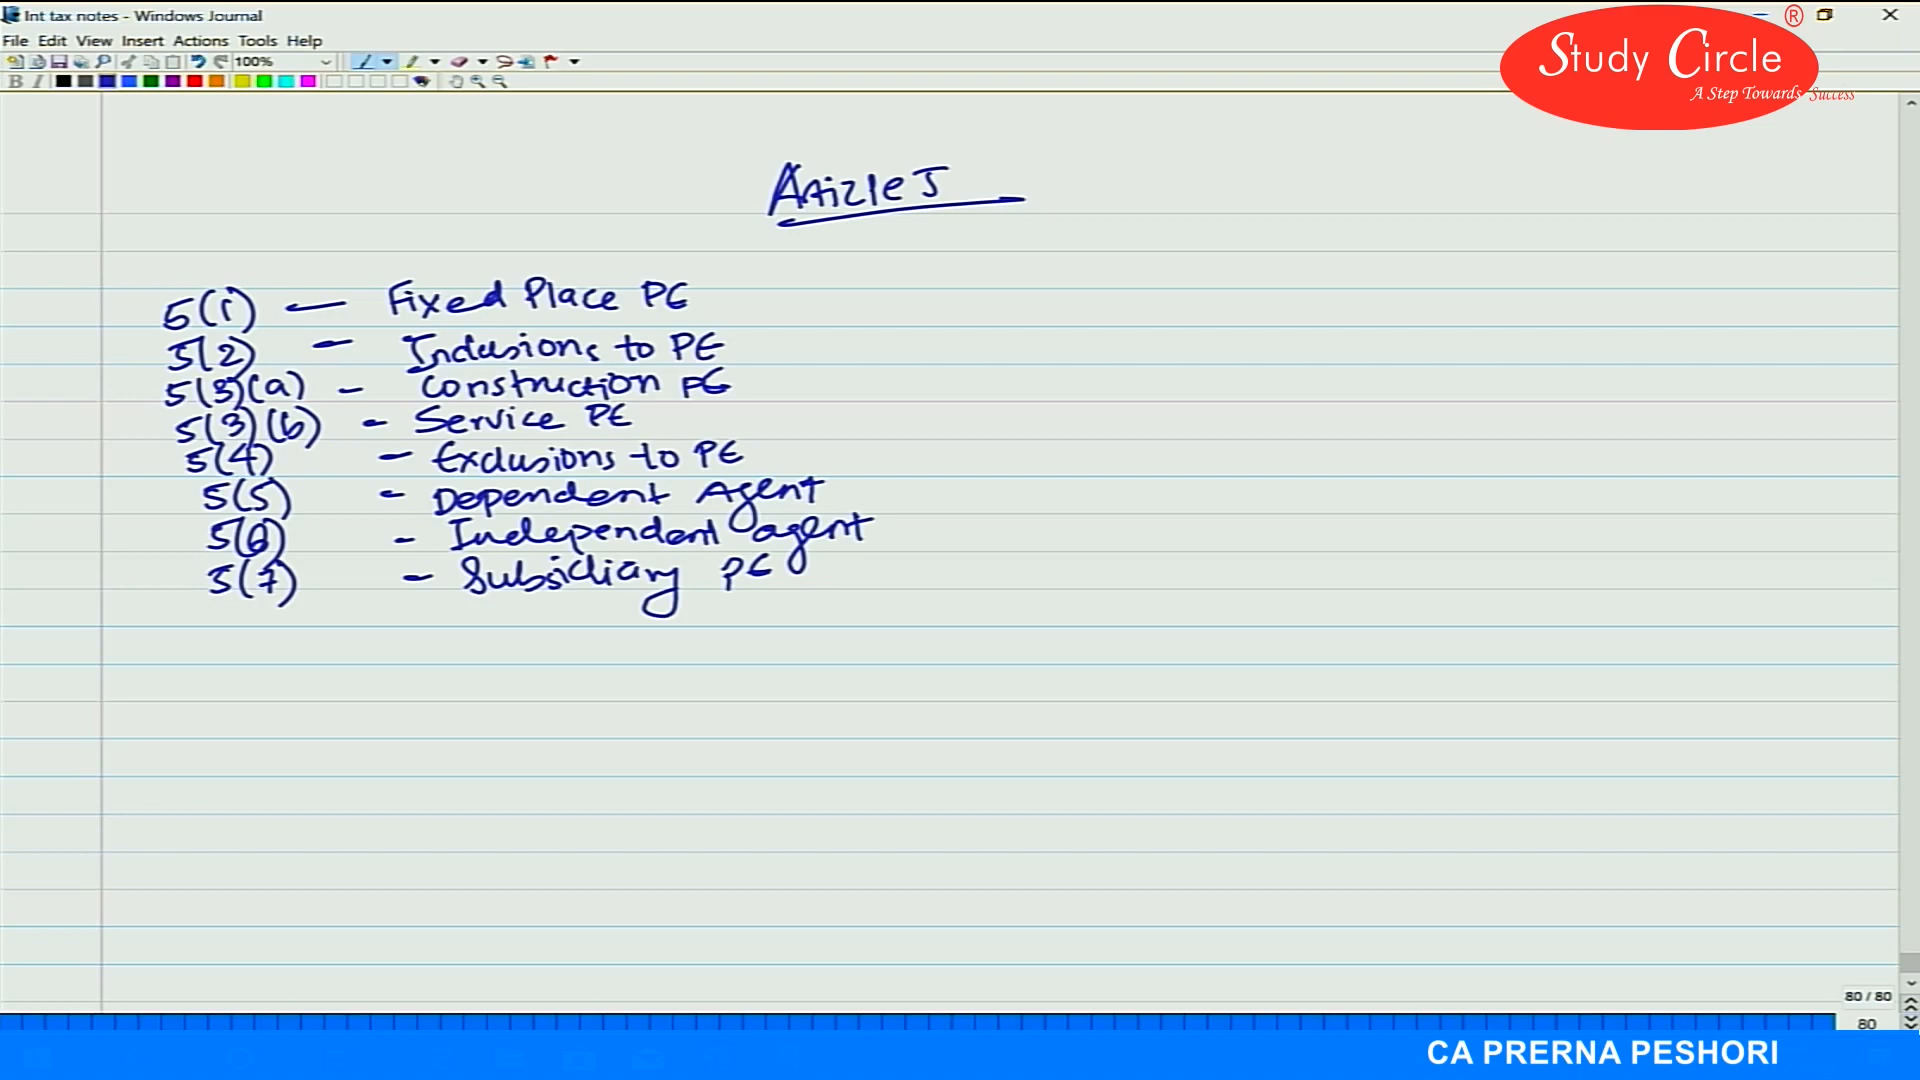 Int tax notes - Windows Journal
File Edit View Insert Actions Tools Help
100%
B I
Study Circle ®
A Step Towards Success
Article 5
5(1) — Fixed Place PE
5(2) — Inclusions to PE
5(3)(a) - Construction PE
5(3)(b) - Service PE
5(4) - Exclusions to PE
5(5) - Dependent Agent
5(6) - Independent agent
5(7) - Subsidiary PE
80 / 80
80
CA PRERNA PESHORI